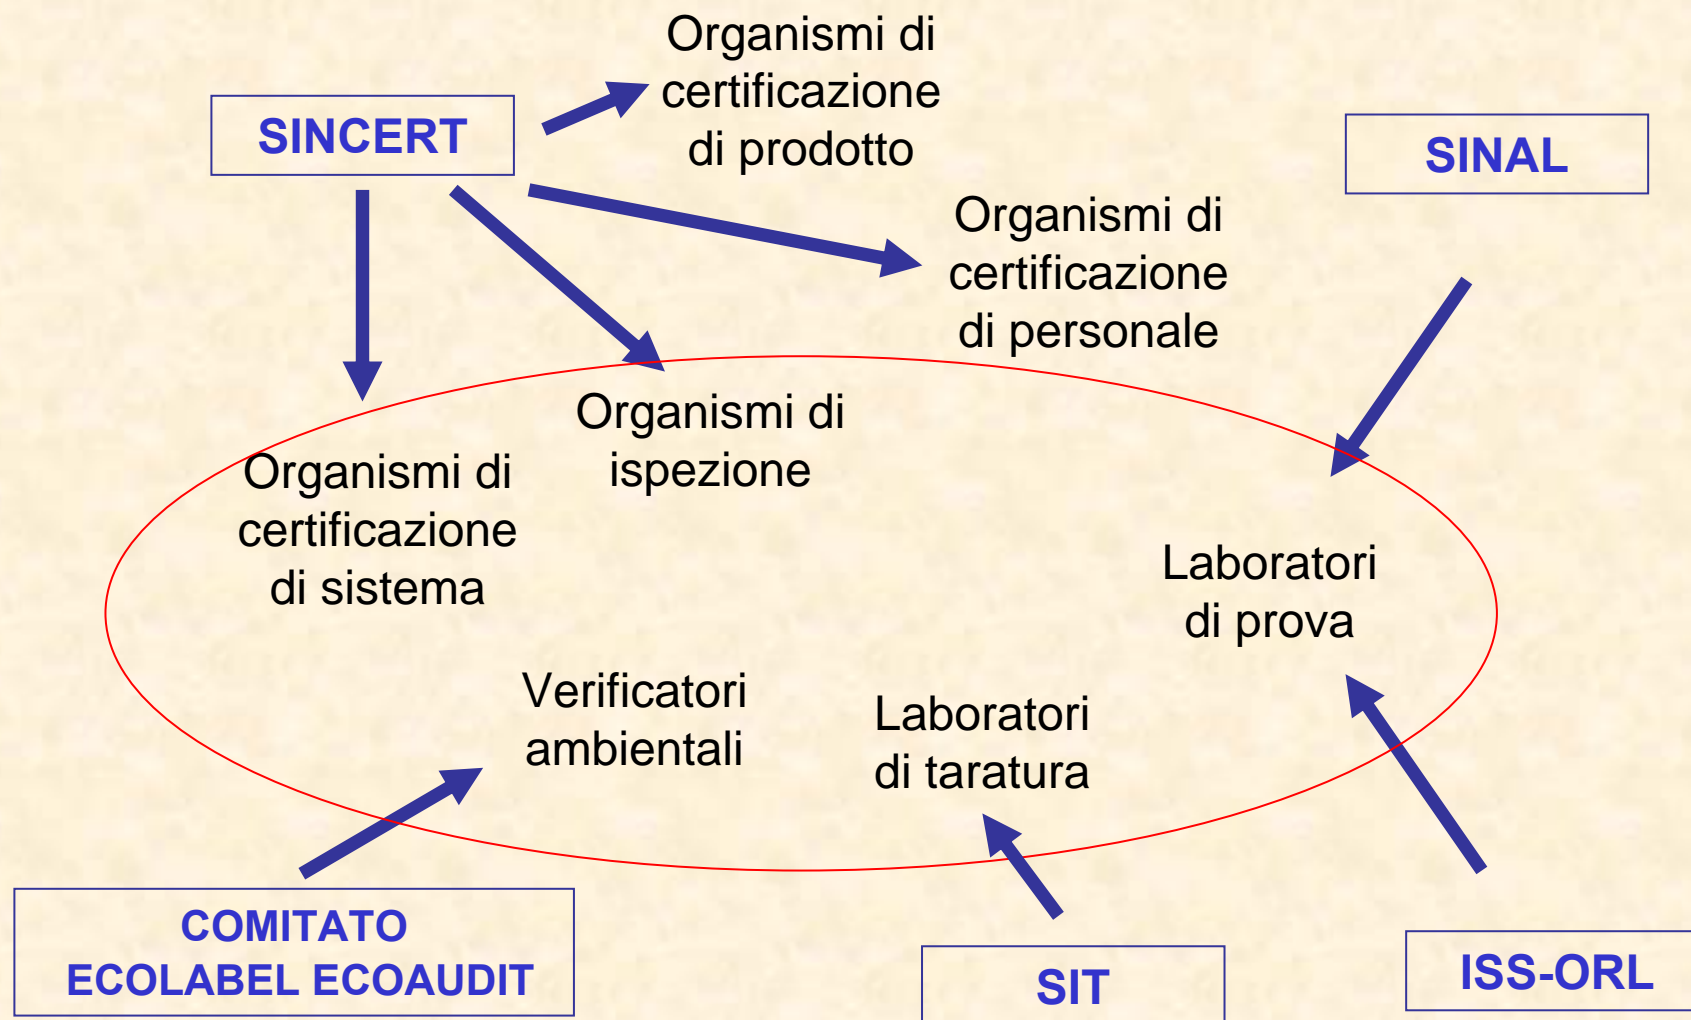 Organismi di
certificazione
di prodotto
SINCERT
SINAL
Organismi di
certificazione
di personale
Organismi di
ispezione
Organismi di
certificazione
di sistema
Laboratori
di prova
Verificatori
ambientali
Laboratori
di taratura
COMITATO
ECOLABEL ECOAUDIT
SIT
ISS-ORL